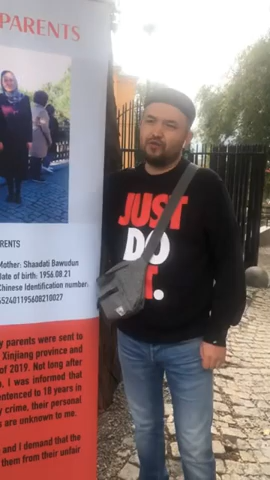 PARENTS
RENTS
Mother: Shaadati Bawudun
Date of birth: 1956.08.21
Chinese Identification number:
652401195608210027
y parents were sent to
Xinjiang province and
of 2019. Not long after
, I was informed that
entenced to 18 years in
y crime, their personal
s are unknown to me.
and I demand that the
them from their unfair
JUST
DO
T.